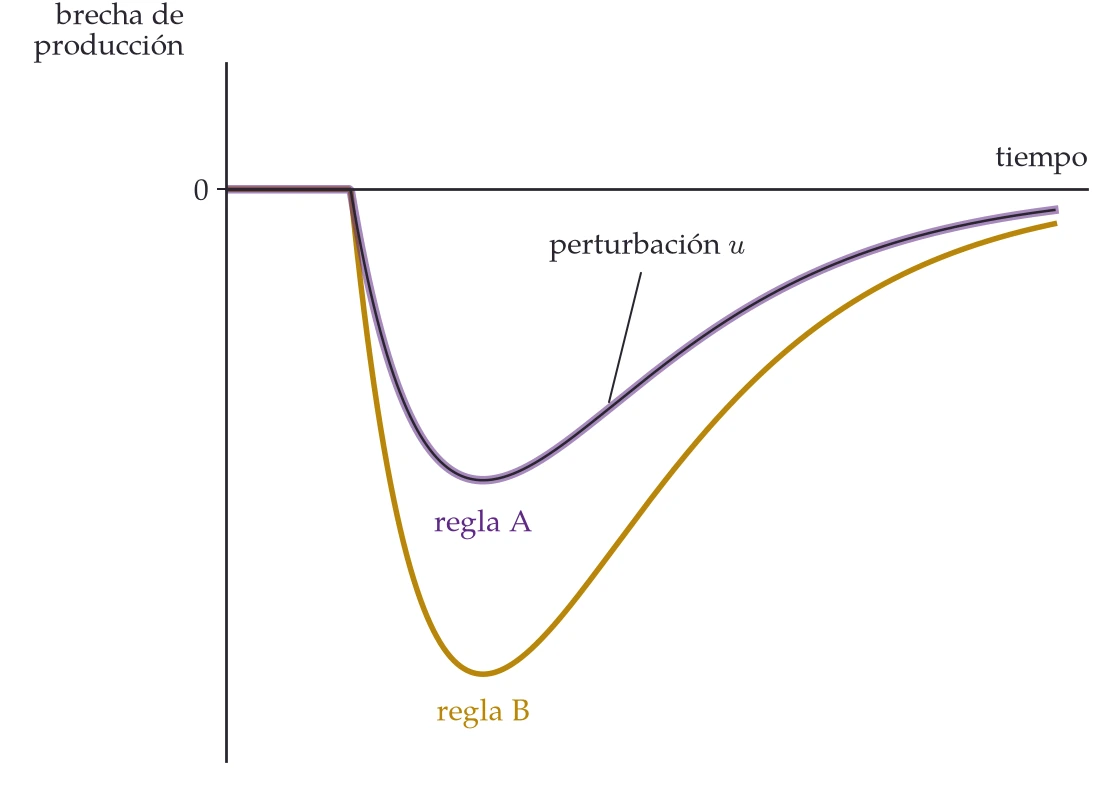 brecha de
producción
tiempo
0
perturbación u
regla A
regla B